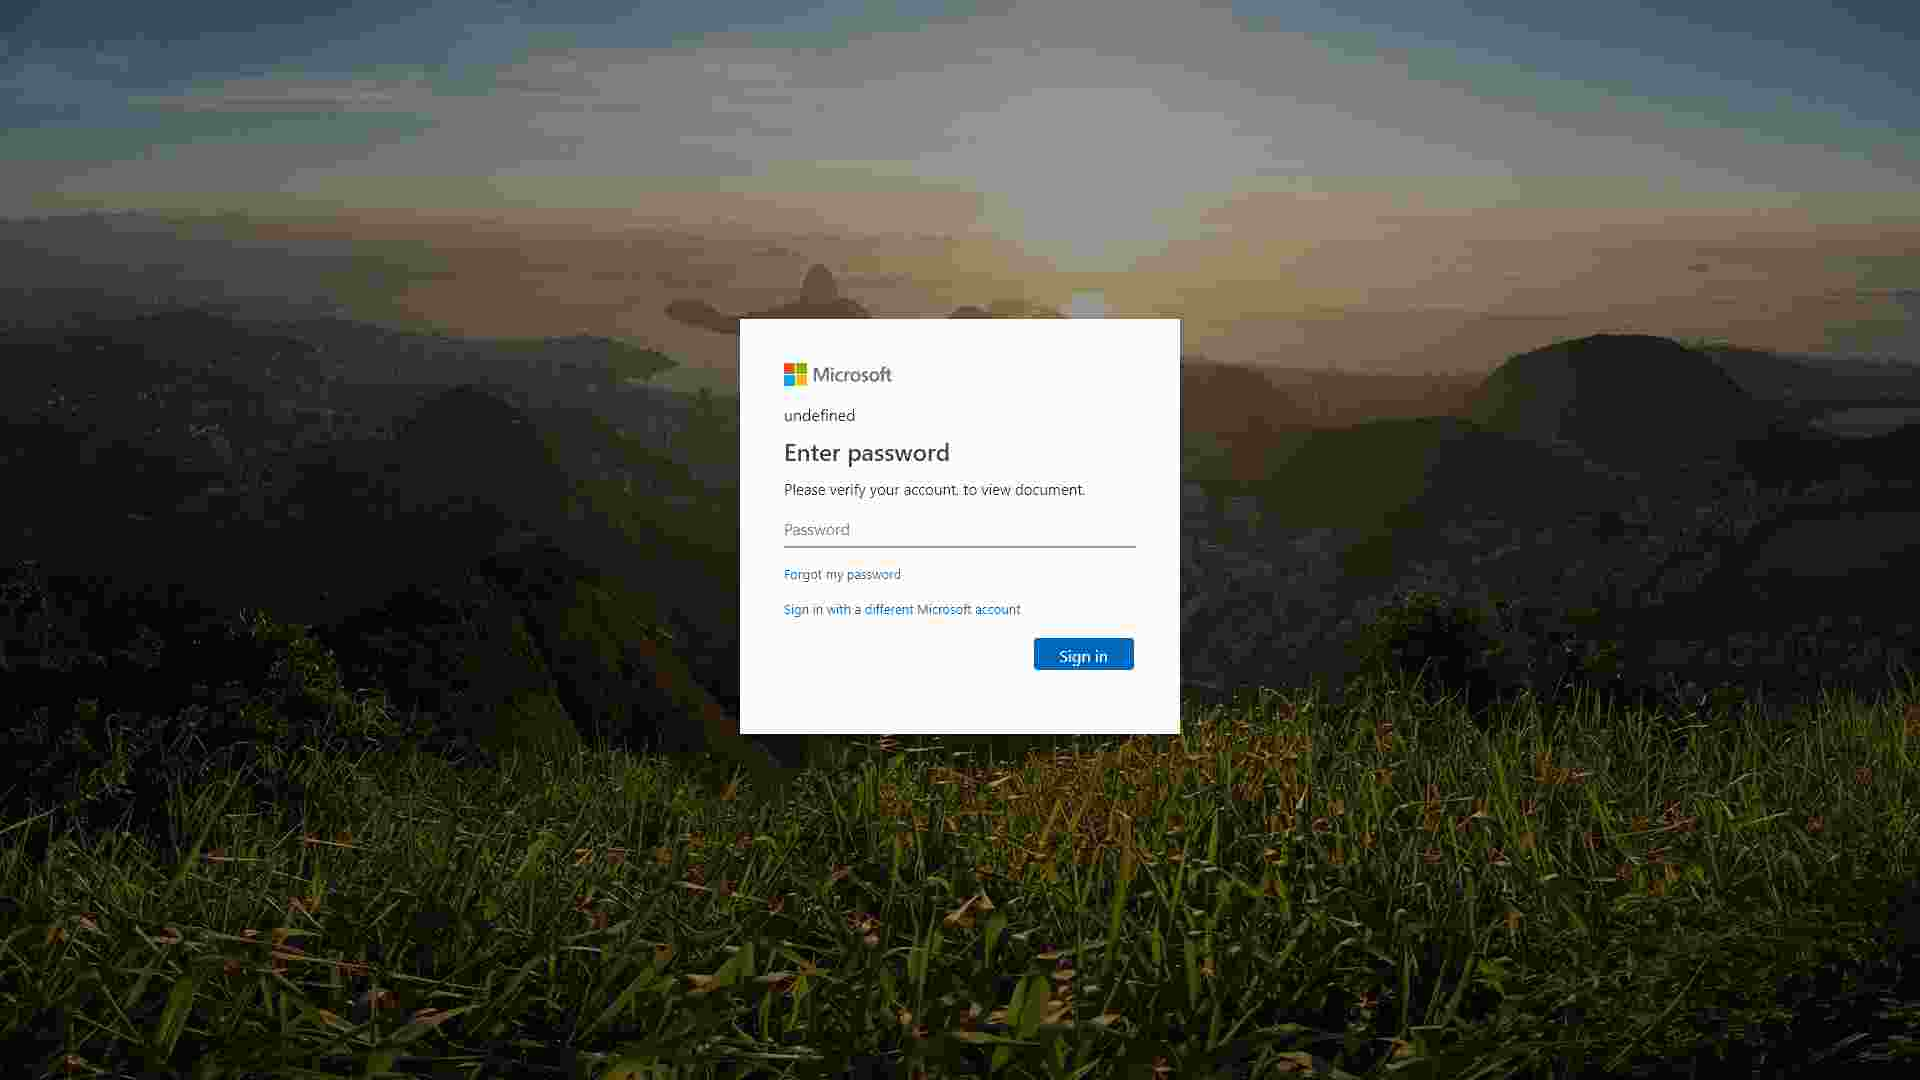 Microsoft
undefined
Enter password
Please verify your account, to view document.
Password
Forgot my password
Sign in with a different Microsoft account
Sign in